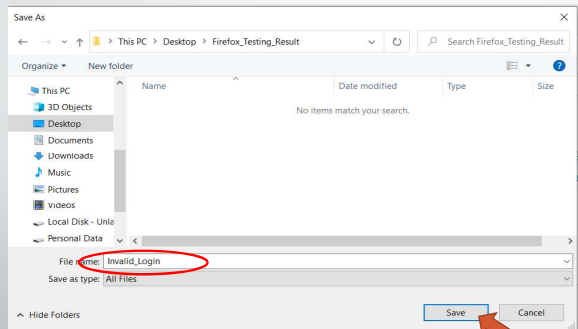 Save As
This PC > Desktop > Firefox_Testing_Result
Search Firefox_Testing_Result
Organize New folder
Name Date modified Type Size
No items match your search.
This PC
3D Objects
Desktop
Documents
Downloads
Music
Pictures
Videos
Local Disk - Unla
Personal Data
File name: Invalid_Login
Save as type: All Files
Hide Folders
Save Cancel